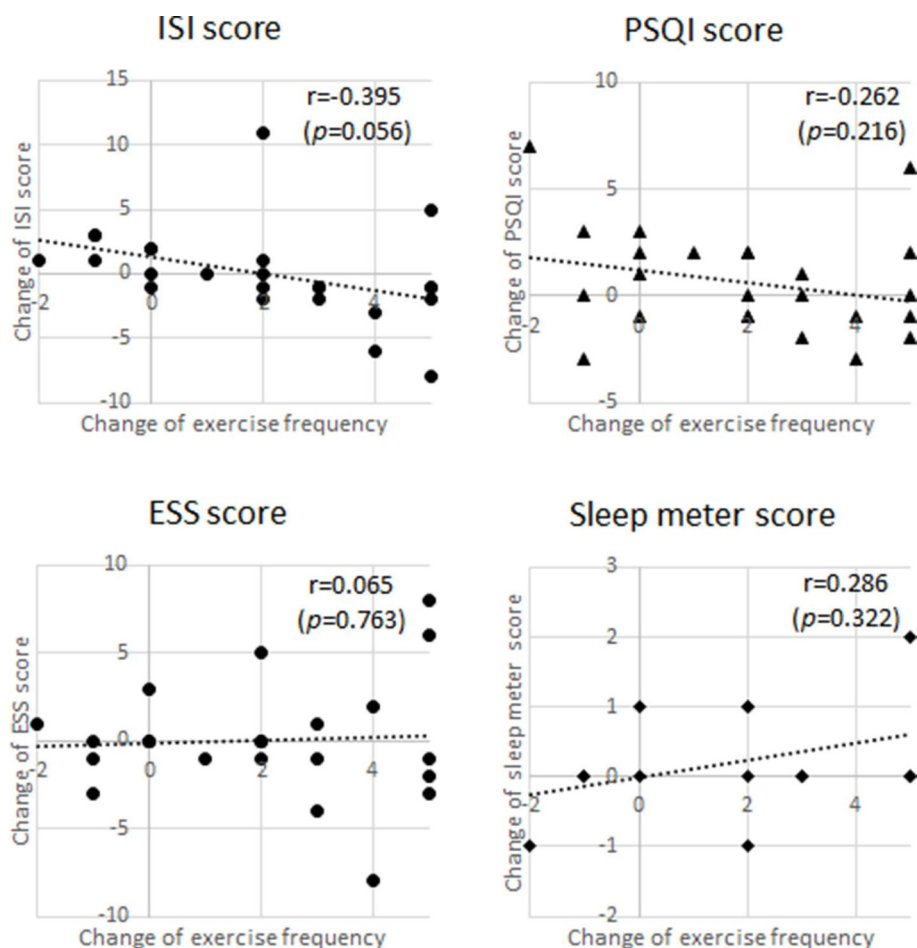 ISI score
15
10
5
0
-5
-10
-2
0
2
4
r=-0.395
(p=0.056)
Change of ISI score
Change of exercise frequency
PSQI score
10
5
0
-5
-2
0
2
4
r=-0.262
(p=0.216)
Change of PSQI score
Change of exercise frequency
ESS score
10
5
0
-5
-10
-2
0
2
4
r=0.065
(p=0.763)
Change of ESS score
Change of exercise frequency
Sleep meter score
3
2
1
0
-1
-2
-2
0
2
4
r=0.286
(p=0.322)
Change of sleep meter score
Change of exercise frequency